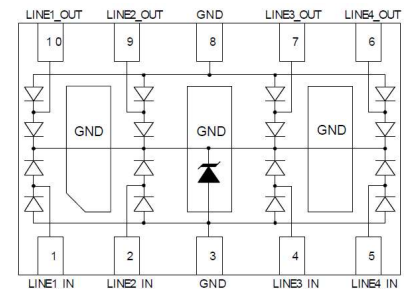 LINE1_OUT LINE2_OUT GND LINE3_OUT LINE4_OUT
10 9 8 7 6
GND GND GND
1 2 3 4 5
LINE1 IN LINE2 IN GND LINE3 IN LINE4 IN